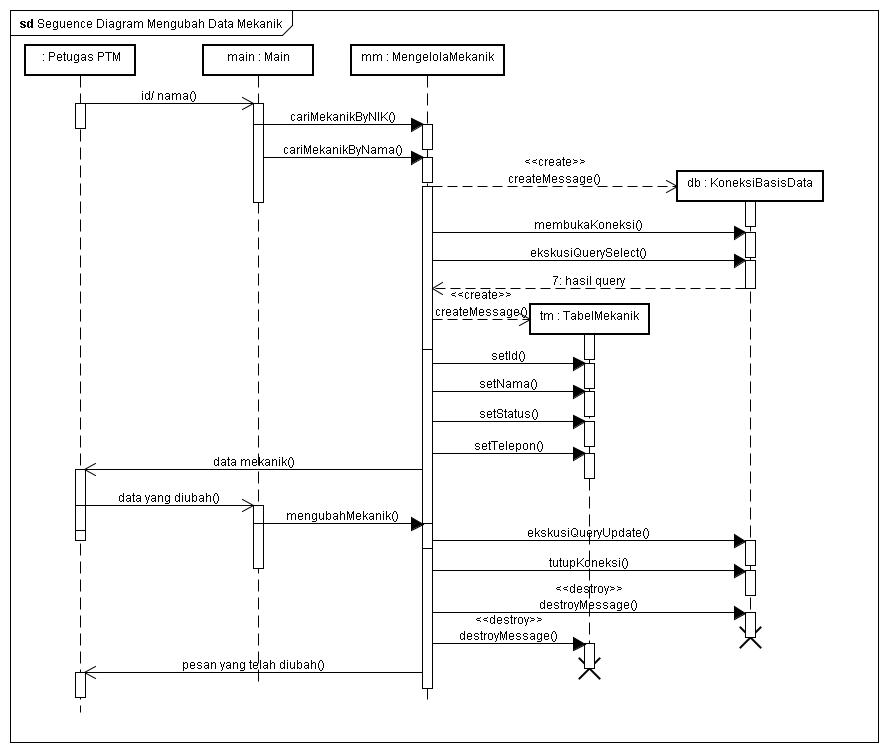 sd Seguence Diagram Mengubah Data Mekanik
: Petugas PTM
main : Main
mm : MengelolaMekanik
id/ nama()
cariMekanikByNIK()
cariMekanikByNama()
<<create>>
createMessage()
db : KoneksiBasisData
membukaKoneksi()
ekskusiQuerySelect()
7: hasil query
<<create>>
createMessage()
tm : TabelMekanik
setId()
setNama()
setStatus()
setTelepon()
data mekanik()
data yang diubah()
mengubahMekanik()
ekskusiQueryUpdate()
tutupKoneksi()
<<destroy>>
destroyMessage()
<<destroy>>
destroyMessage()
pesan yang telah diubah()